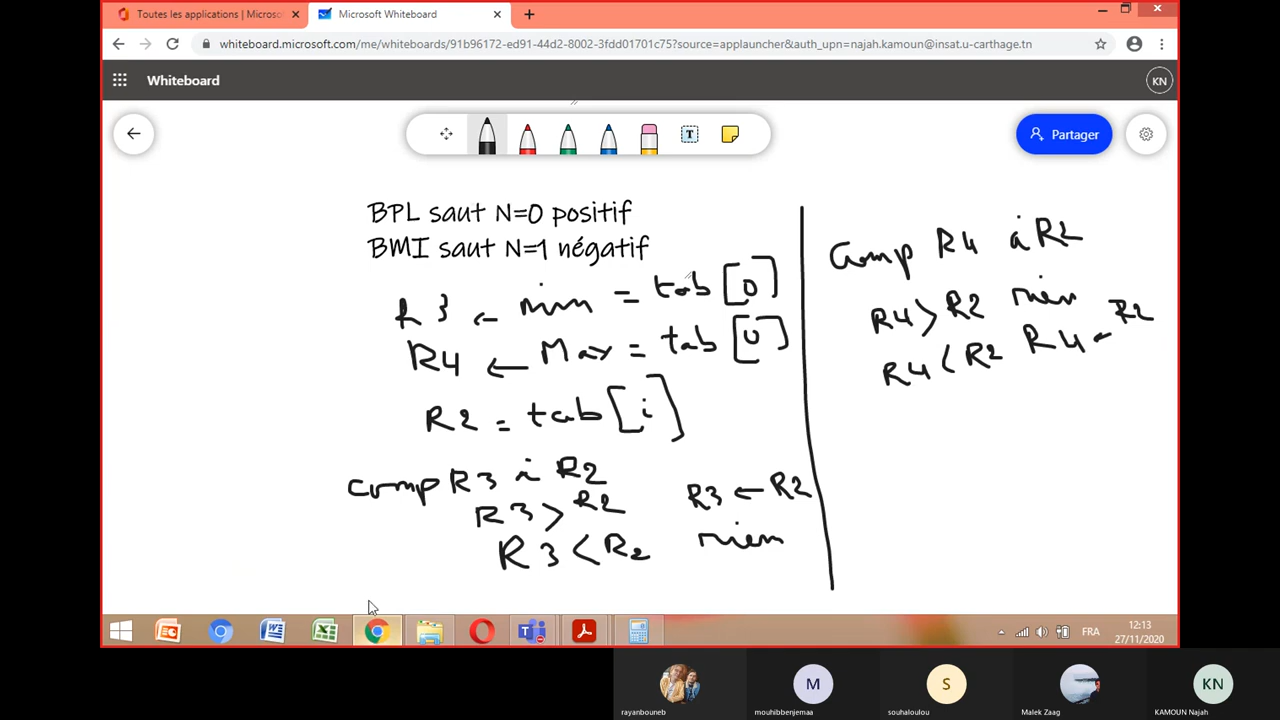 Toutes les applications | Microso
Microsoft Whiteboard
whiteboard.microsoft.com/me/whiteboards/91b96172-ed91-44d2-8002-3fdd01701c75?source=applauncher&auth_upn=najah.kamoun@insat.u-carthage.tn
Whiteboard
KN
T
Partager
BPL saut N=0 positif
BMI saut N=1 négatif
R3 ← min = tab [0]
R4 ← Max = tab [0]
R2 = tab [i]
comp R3 à R2
R3 > R2 R3 ← R2
R3 < R2 rien
Comp R4 à R2
R4 > R2 rien
R4 < R2 R4 ← R2
FRA
12:13
27/11/2020
rayanbouneb
M
mouhibbenjemaa
S
souhaloulou
Malek Zaag
KN
KAMOUN Najah